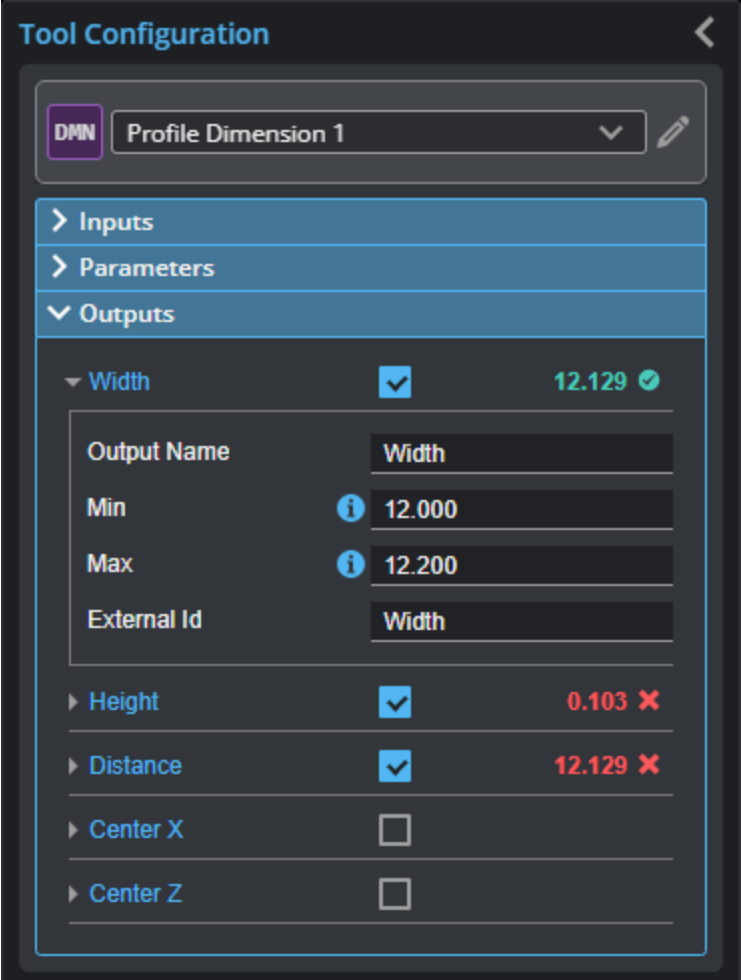 Tool Configuration
DMN Profile Dimension 1
Inputs
Parameters
Outputs
Width 12.129
Output Name Width
Min 12.000
Max 12.200
External Id Width
Height 0.103
Distance 12.129
Center X
Center Z